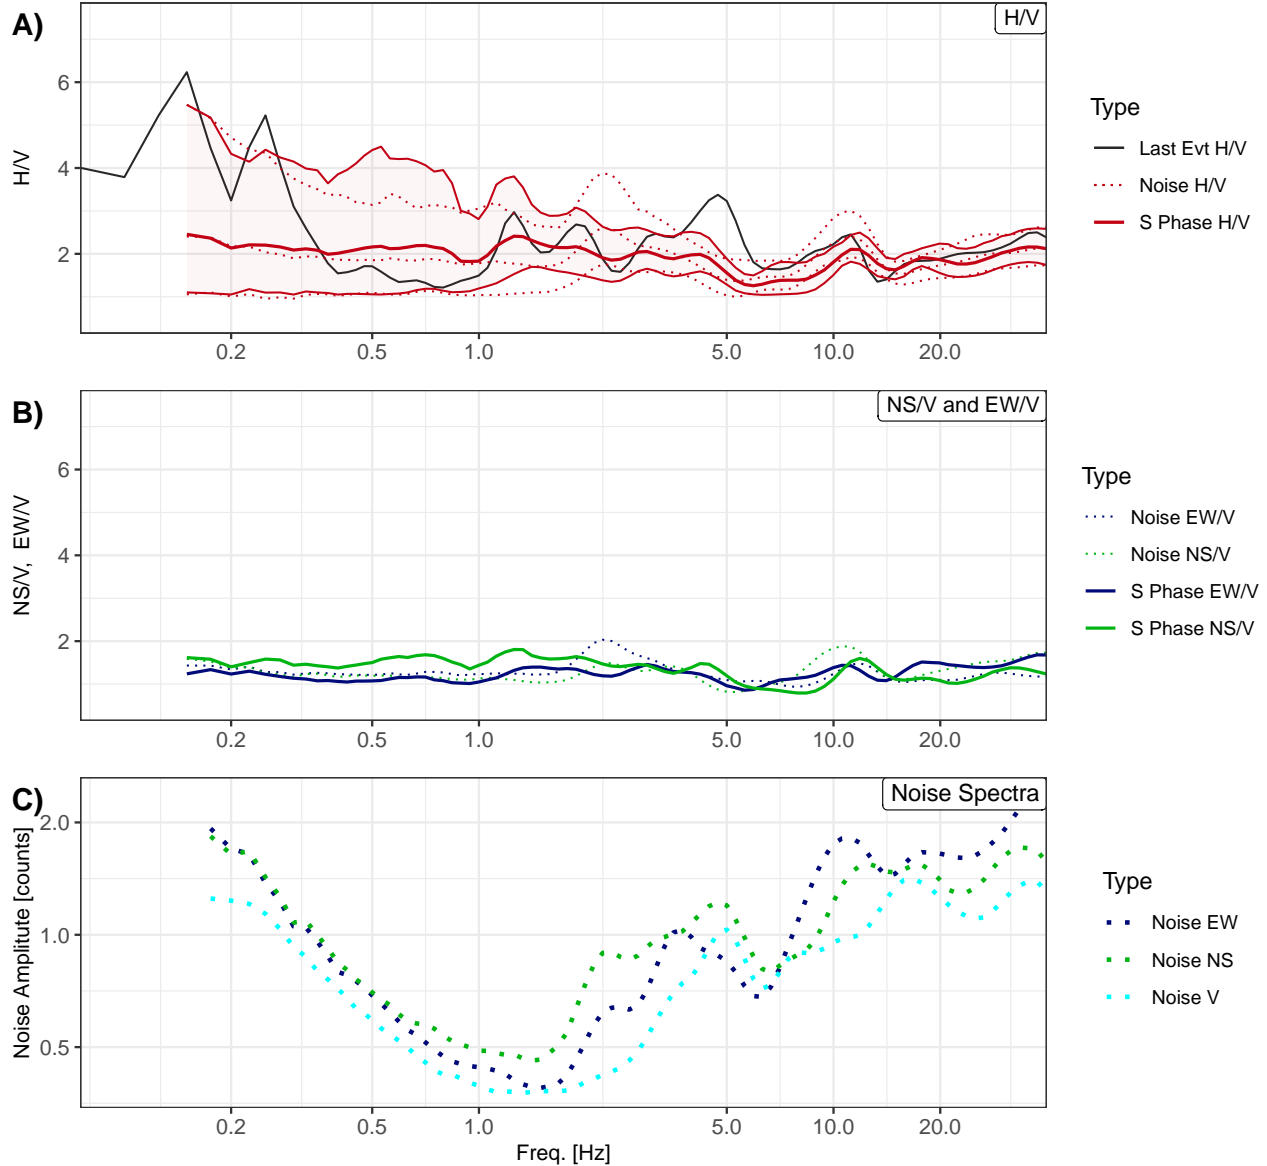 A)
H/V
H/V
6
4
2
0.2 0.5 1.0 5.0 10.0 20.0
Type
Last Evt H/V
Noise H/V
S Phase H/V
B)
NS/V and EW/V
NS/V,  EW/V
6
4
2
0.2 0.5 1.0 5.0 10.0 20.0
Type
Noise EW/V
Noise NS/V
S Phase EW/V
S Phase NS/V
C)
Noise Spectra
Noise Amplitude [counts]
2.0
1.0
0.5
0.2 0.5 1.0 5.0 10.0 20.0
Freq. [Hz]
Type
Noise EW
Noise NS
Noise V